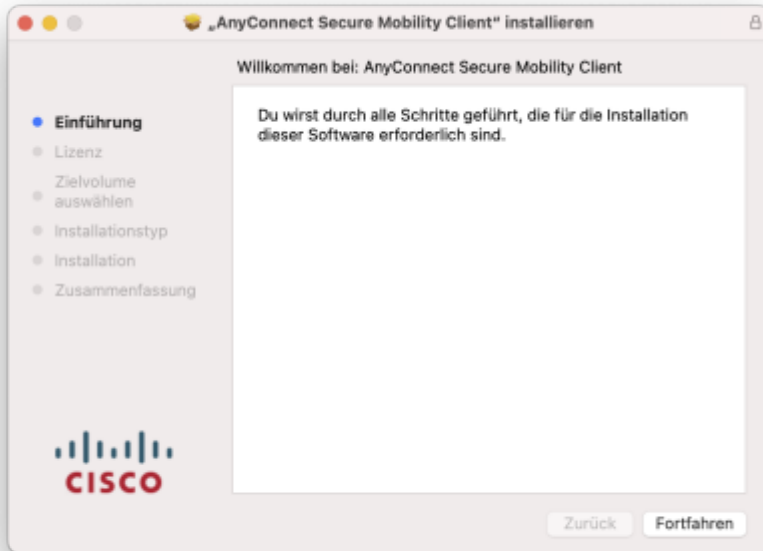 „AnyConnect Secure Mobility Client“ installieren
Willkommen bei: AnyConnect Secure Mobility Client
Einführung
Lizenz
Zielvolume
auswählen
Installationstyp
Installation
Zusammenfassung
Du wirst durch alle Schritte geführt, die für die Installation
dieser Software erforderlich sind.
CISCO
Zurück
Fortfahren